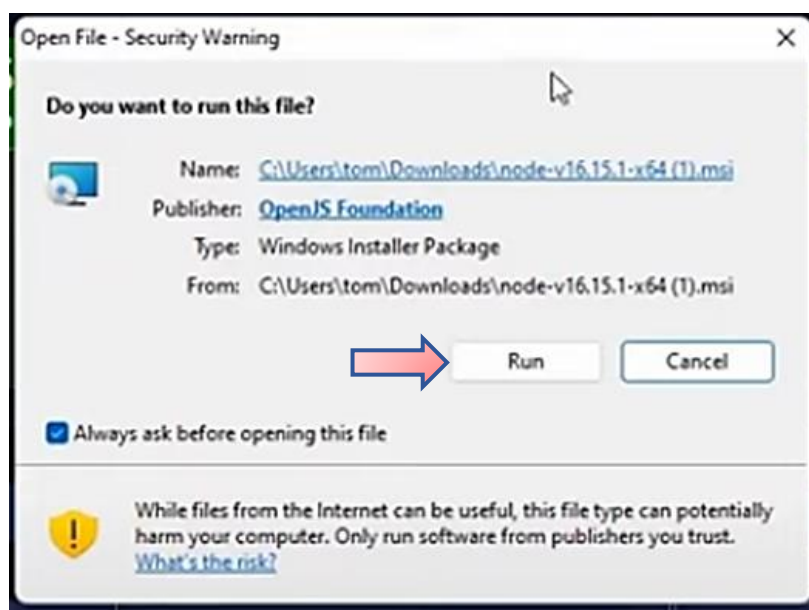 Open File - Security Warning
Do you want to run this file?
Name: C:\Users\tom\Downloads\node-v16.15.1-x64 (1).msi
Publisher: OpenJS Foundation
Type: Windows Installer Package
From: C:\Users\tom\Downloads\node-v16.15.1-x64 (1).msi
Run Cancel
Always ask before opening this file
While files from the Internet can be useful, this file type can potentially
harm your computer. Only run software from publishers you trust.
What's the risk?